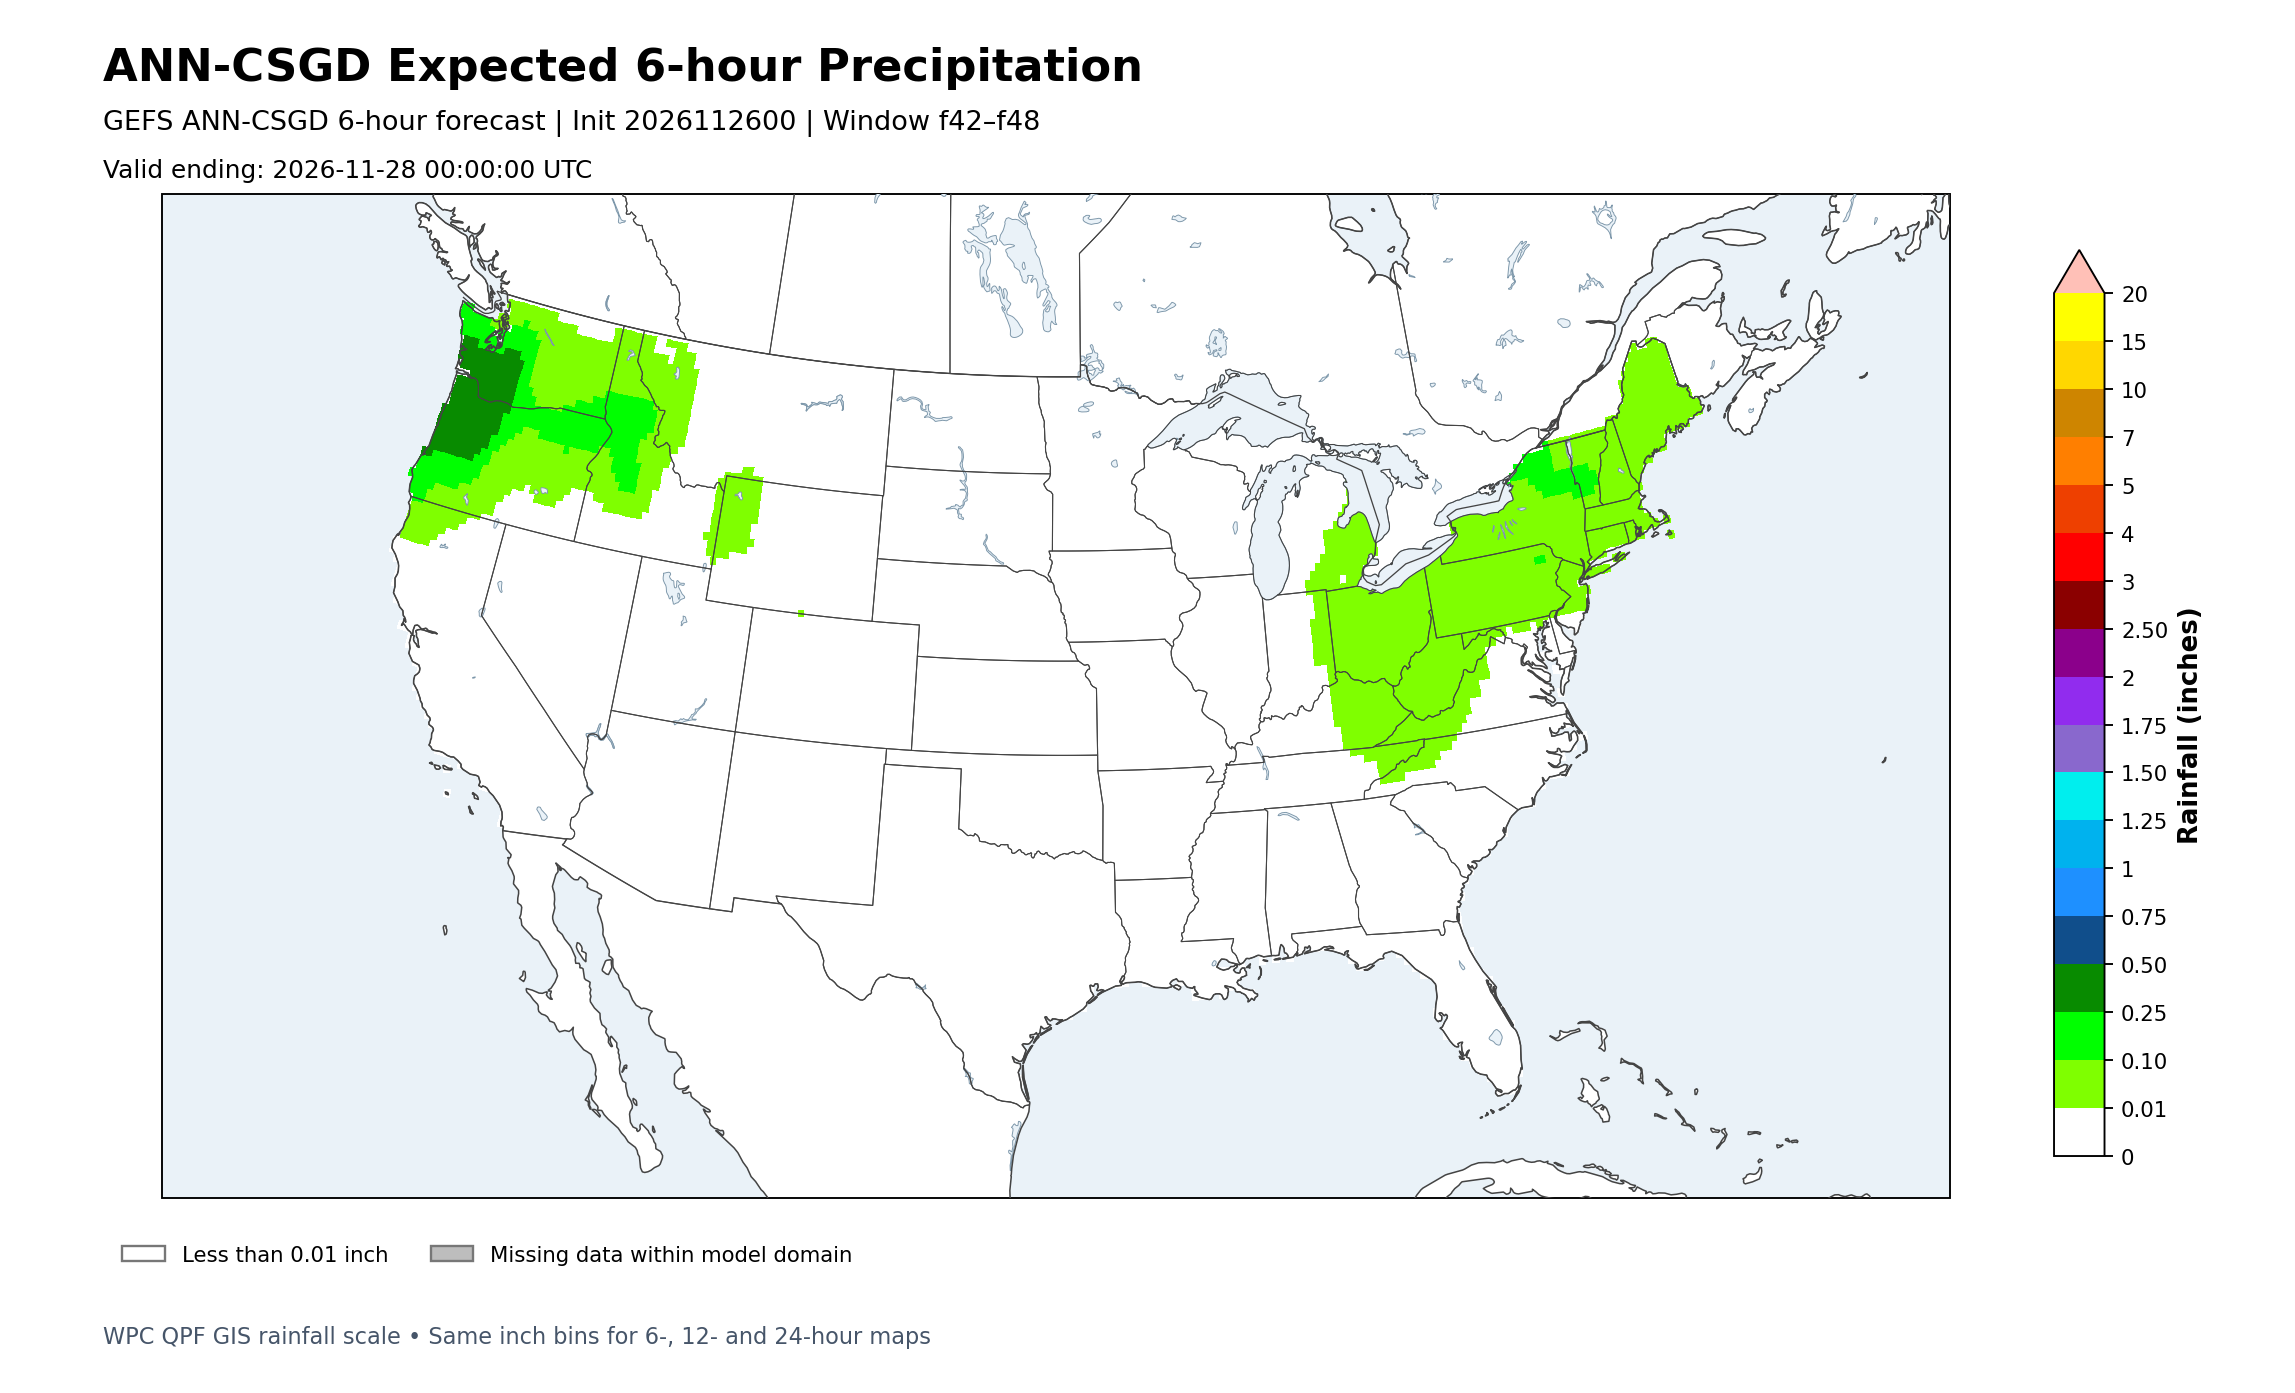 ANN-CSGD Expected 6-hour Precipitation
GEFS ANN-CSGD 6-hour forecast | Init 2026112600 | Window f42–f48
Valid ending: 2026-11-28 00:00:00 UTC
20
15
10
7
5
4
3
2.50
2
1.75
1.50
1.25
1
0.75
0.50
0.25
0.10
0.01
0
Rainfall (inches)
Less than 0.01 inch
Missing data within model domain
WPC QPF GIS rainfall scale • Same inch bins for 6-, 12- and 24-hour maps